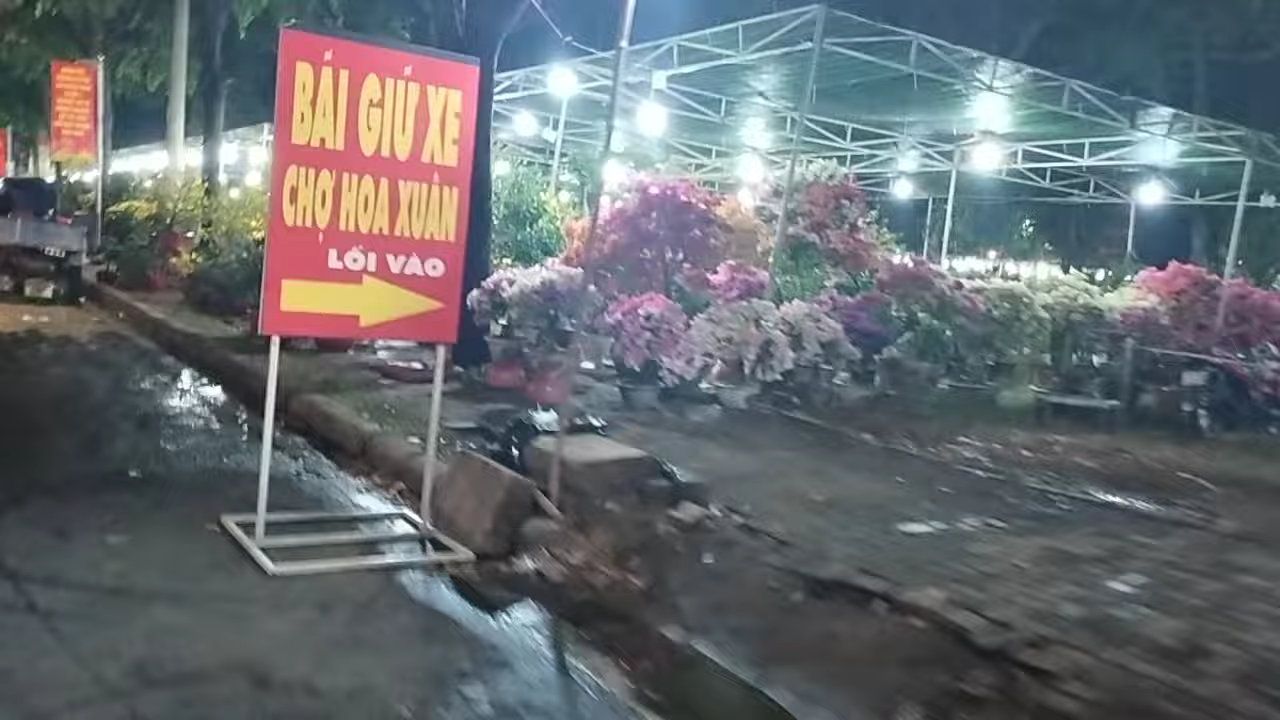 BÃI GIỮ XE
CHỢ HOA XUÂN
LỐI VÀO